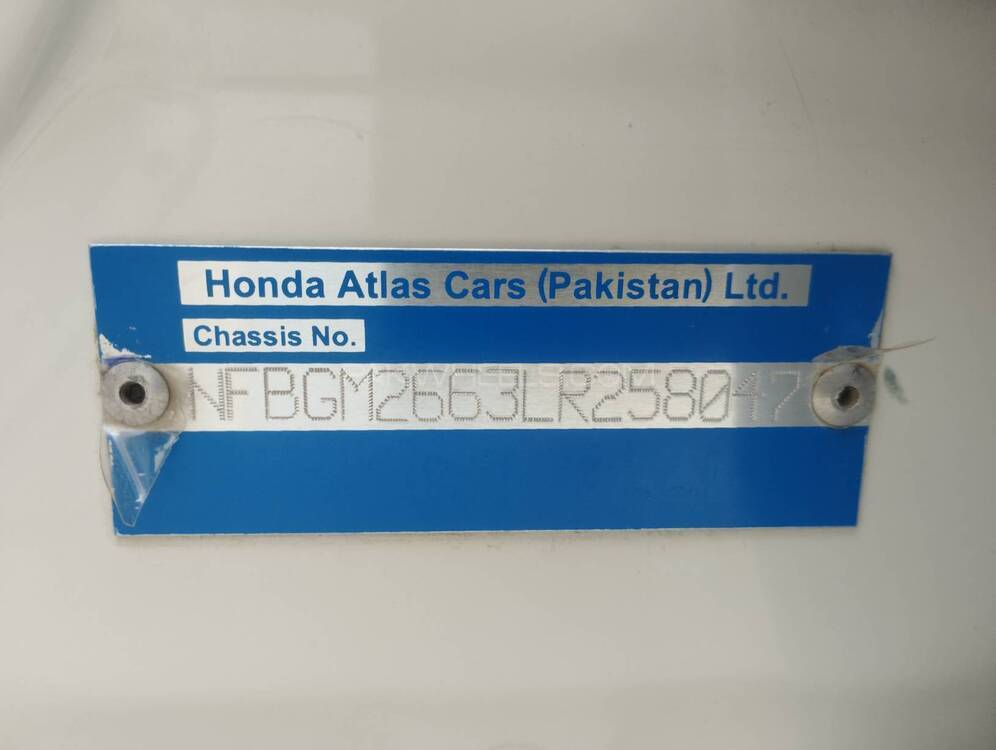 Honda Atlas Cars (Pakistan) Ltd.
Chassis No.
NFBGM2663LR258047